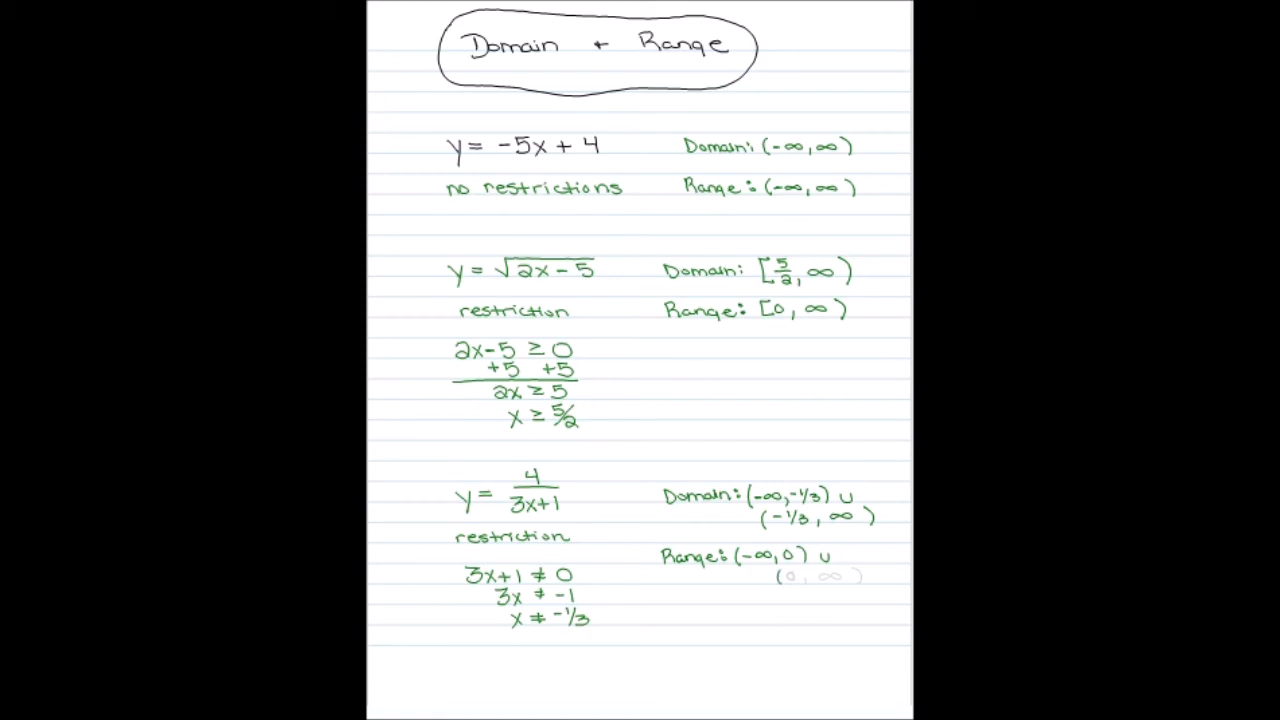 Domain + Range
y = -5x + 4 Domain: (-∞, ∞)
no restrictions Range: (-∞, ∞)
y = √(2x - 5) Domain: [5/2, ∞)
restriction Range: [0, ∞)
2x-5 ≥ 0
+5 +5
2x ≥ 5
x ≥ 5/2
y = 4/(3x+1) Domain: (-∞, -1/3) ∪
(-1/3, ∞)
restriction
Range: (-∞, 0) ∪
3x+1 ≠ 0 (0, ∞)
3x ≠ -1
x ≠ -1/3